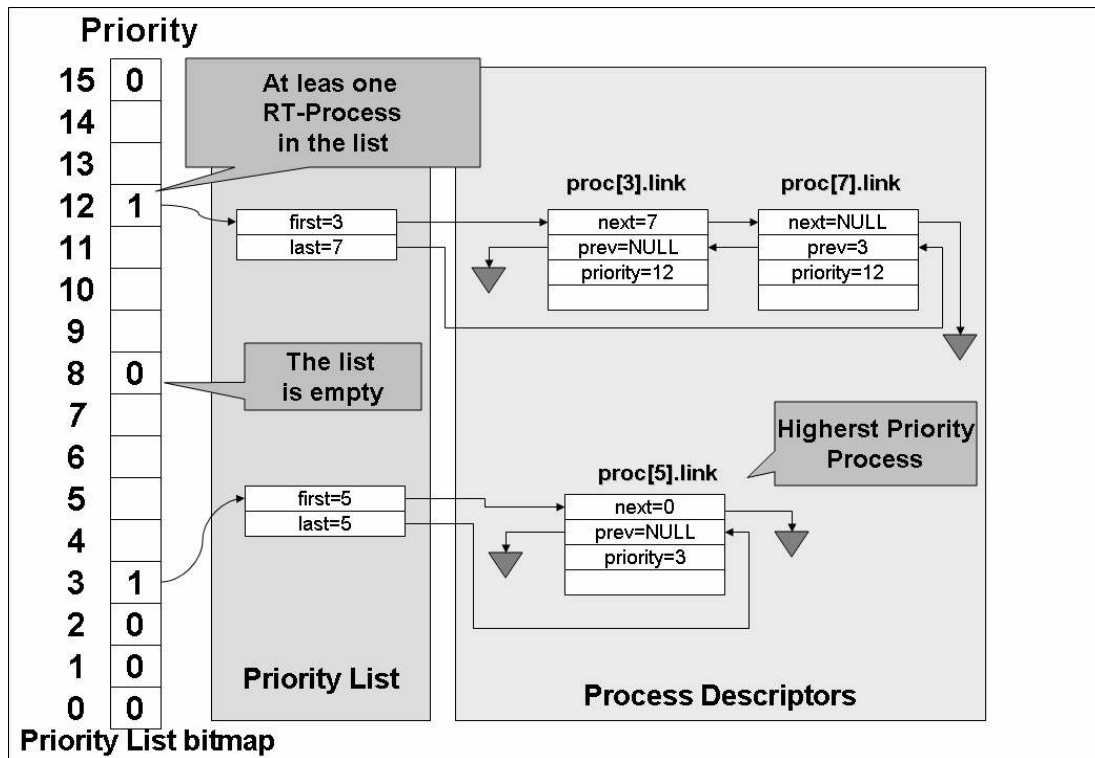 Priority
15 0
At leas one
RT-Process
in the list
14
13
12 1
11
10
9
8 0
7
6
5
4
3 1
2 0
1 0
0 0
Priority List bitmap
first=3
last=7
The list
is empty
first=5
last=5
Priority List
proc[3].link
next=7
prev=NULL
priority=12
proc[7].link
next=NULL
prev=3
priority=12
Higherst Priority
Process
proc[5].link
next=0
prev=NULL
priority=3
Process Descriptors